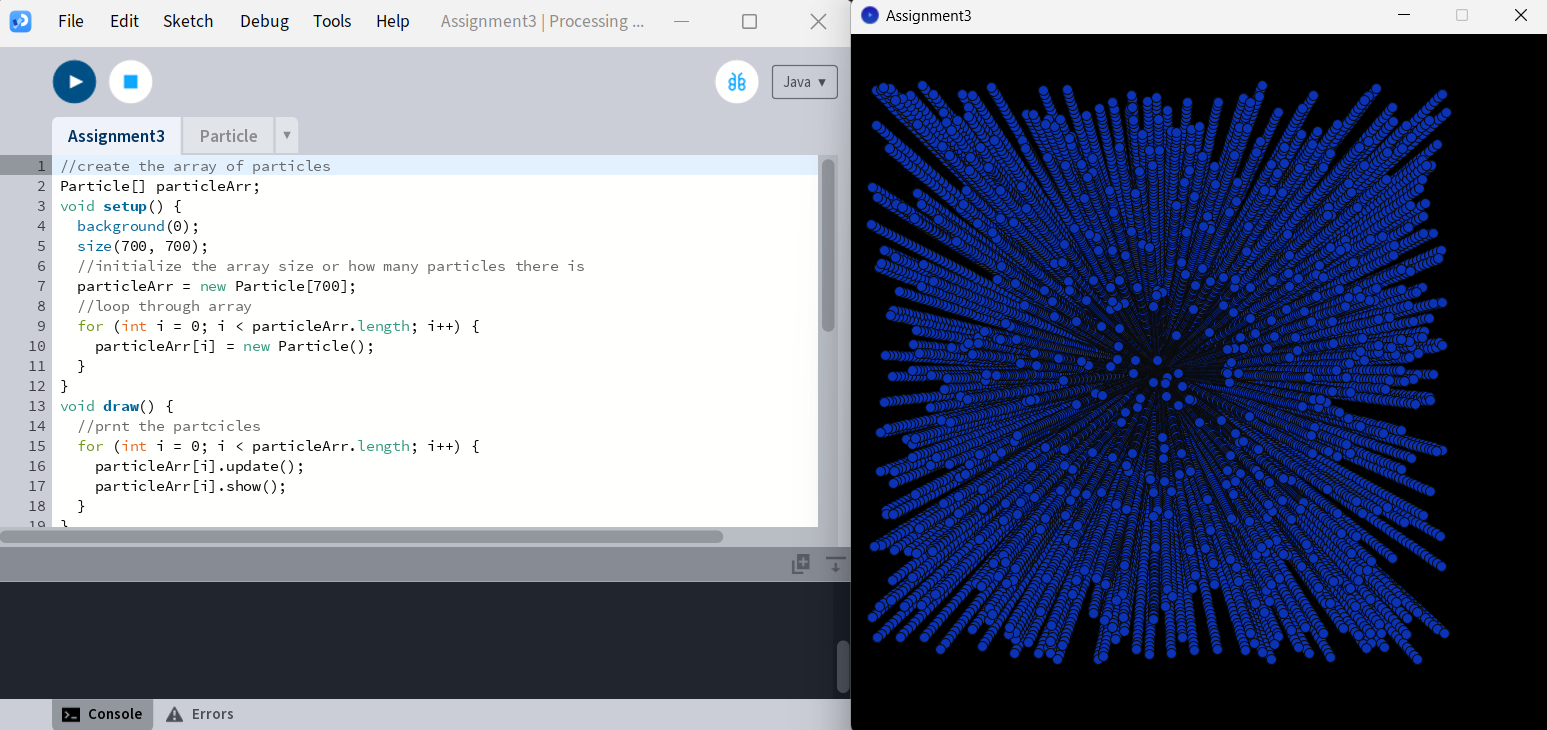 File Edit Sketch Debug Tools Help Assignment3 | Processing ...
Assignment3
Java ▾
Assignment3 Particle ▾
1 //create the array of particles
2 Particle[] particleArr;
3 void setup() {
4 background(0);
5 size(700, 700);
6 //initialize the array size or how many particles there is
7 particleArr = new Particle[700];
8 //loop through array
9 for (int i = 0; i < particleArr.length; i++) {
10 particleArr[i] = new Particle();
11 }
12 }
13 void draw() {
14 //prnt the partcicles
15 for (int i = 0; i < particleArr.length; i++) {
16 particleArr[i].update();
17 particleArr[i].show();
18 }
19 }
Console Errors